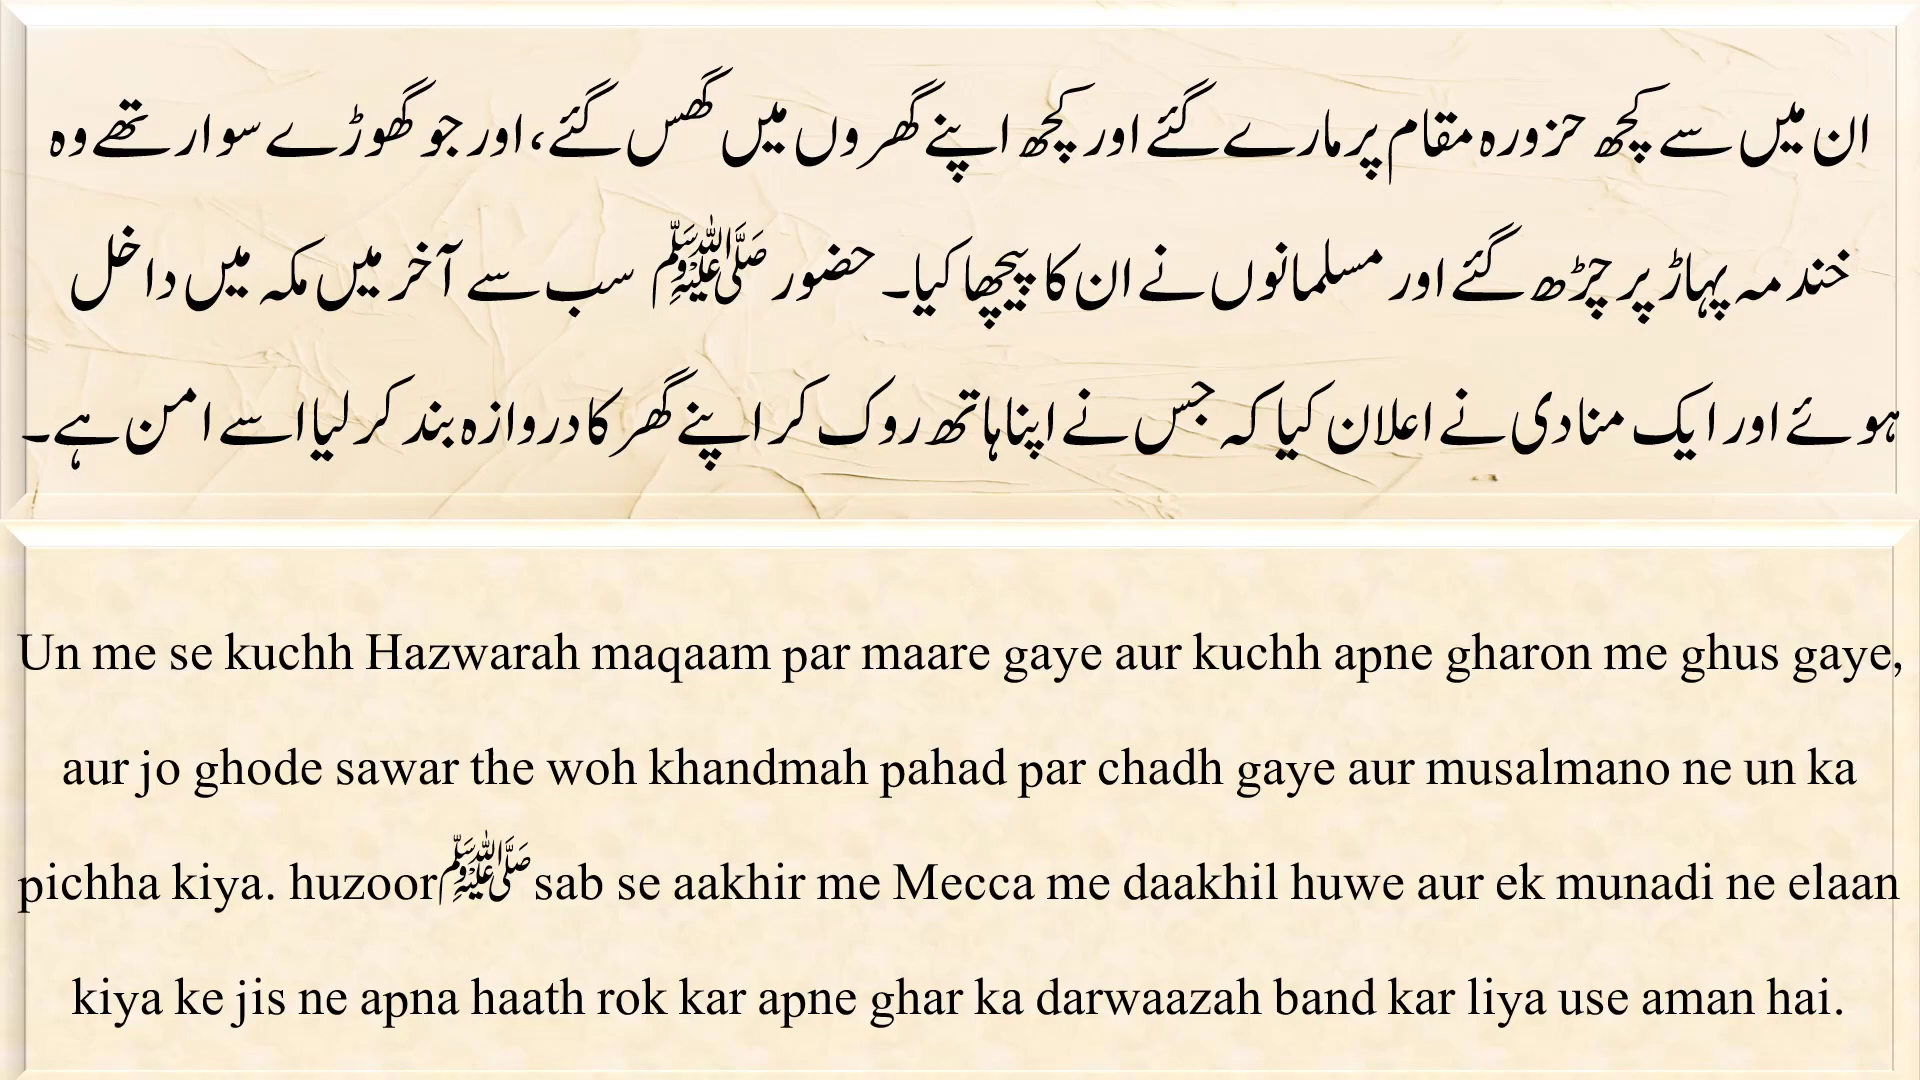 ان میں سے کچھ حزورہ مقام پر مارے گئے اور کچھ اپنے گھروں میں گھس گئے، اور جو گھوڑے سوار تھے وہ
خندمہ پہاڑ پر چڑھ گئے اور مسلمانوں نے ان کا پیچھا کیا۔ حضور ﷺ سب سے آخر میں مکہ میں داخل
ہوئے اور ایک منادی نے اعلان کیا کہ جس نے اپنا ہاتھ روک کر اپنے گھر کا دروازہ بند کر لیا اسے امن ہے۔
Un me se kuchh Hazwarah maqaam par maare gaye aur kuchh apne gharon me ghus gaye,
aur jo ghode sawar the woh khandmah pahad par chadh gaye aur musalmano ne un ka
pichha kiya. huzoorﷺsab se aakhir me Mecca me daakhil huwe aur ek munadi ne elaan
kiya ke jis ne apna haath rok kar apne ghar ka darwaazah band kar liya use aman hai.